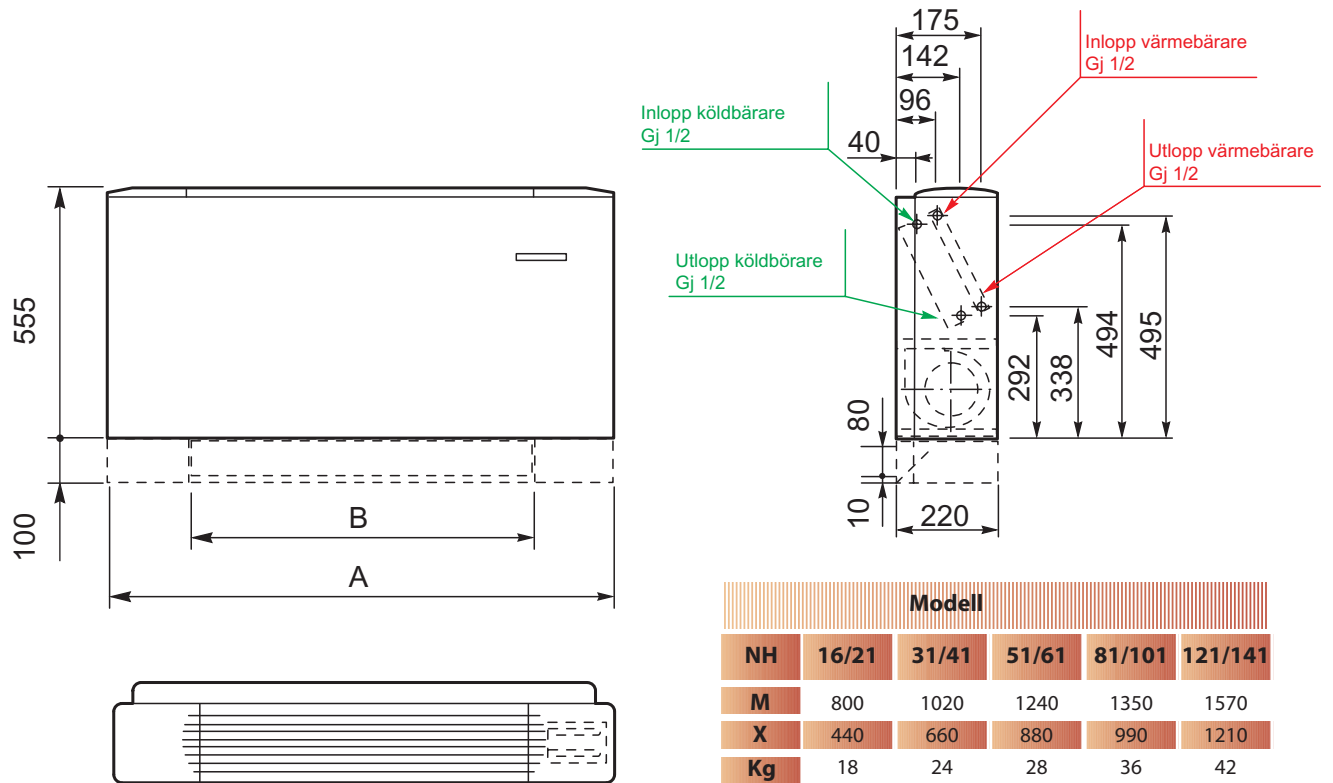 175
142
96
40
Inlopp värmebärare
Gj 1/2
Inlopp köldbärare
Gj 1/2
Utlopp värmebärare
Gj 1/2
Utlopp köldbörare
Gj 1/2
555
100
B
A
292
338
494
495
80
10
220
Modell
NH 16/21 31/41 51/61 81/101 121/141
M 800 1020 1240 1350 1570
X 440 660 880 990 1210
Kg 18 24 28 36 42